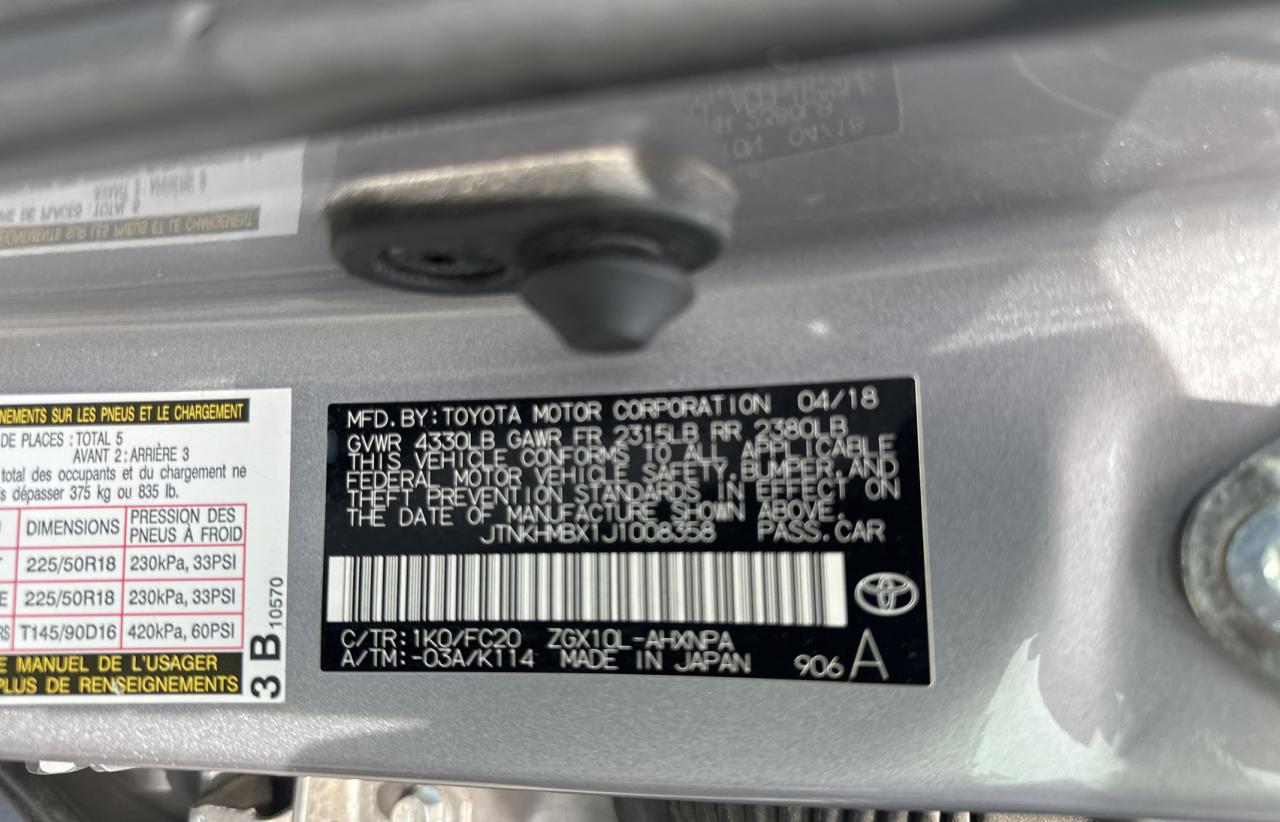 NEMENTS SUR LES PNEUS ET LE CHARGEMENT
DE PLACES : TOTAL 5
AVANT 2 : ARRIÈRE 3
total des occupants et du chargement ne
s dépasser 375 kg ou 835 lb.
DIMENSIONS PRESSION DES PNEUS À FROID
225/50R18 230kPa, 33PSI
E 225/50R18 230kPa, 33PSI
RS T145/90D16 420kPa, 60PSI
E MANUEL DE L'USAGER
PLUS DE RENSEIGNEMENTS
3 B 10570
MFD. BY: TOYOTA MOTOR CORPORATION 04/18
GVWR 4330LB GAWR FR 2315LB RR 2380LB
THIS VEHICLE CONFORMS TO ALL APPLICABLE
FEDERAL MOTOR VEHICLE SAFETY, BUMPER, AND
THEFT PREVENTION STANDARDS IN EFFECT ON
THE DATE OF MANUFACTURE SHOWN ABOVE.
JTNKHMBX1J1008358 PASS. CAR
C/TR: 1K0/FC20 ZGX10L-AHXNPA
A/TM: -03A/K114 MADE IN JAPAN
906 A